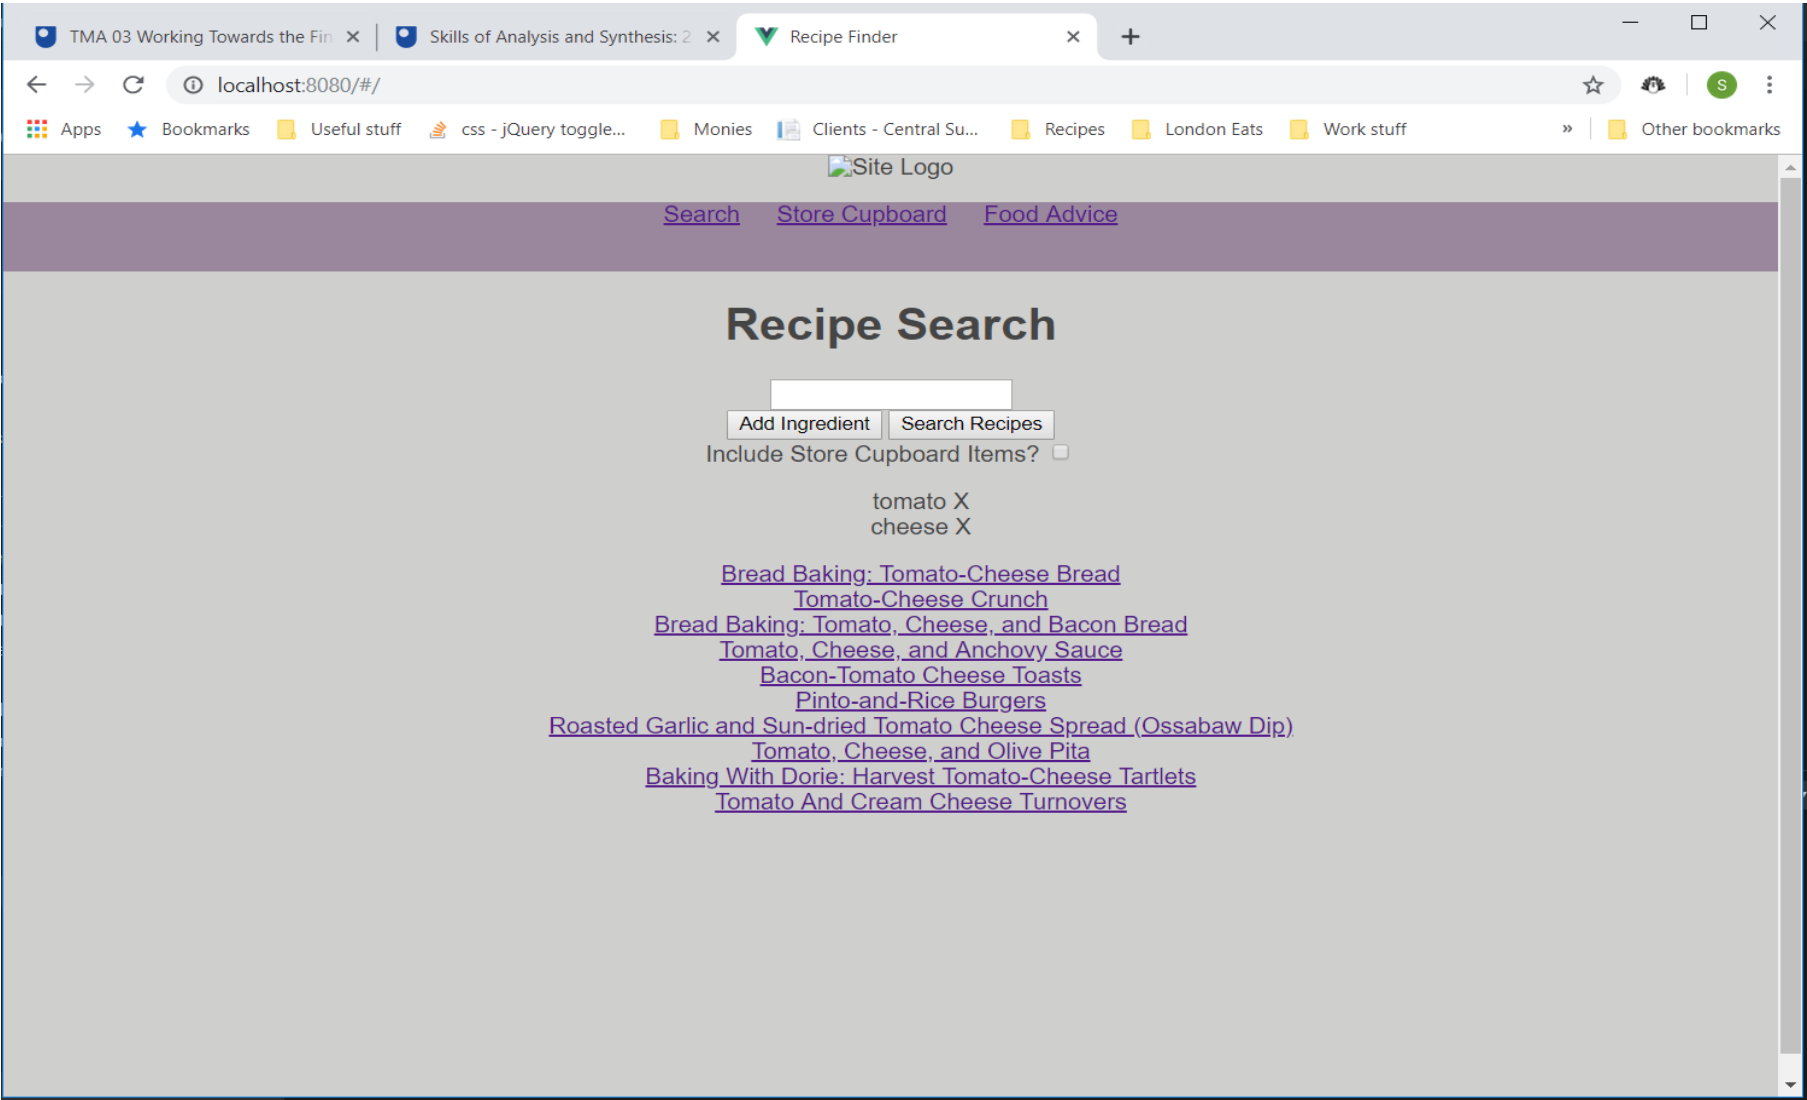 TMA 03 Working Towards the Fin
Skills of Analysis and Synthesis: 2
Recipe Finder
localhost:8080/#/
S
Apps Bookmarks Useful stuff css - jQuery toggle... Monies Clients - Central Su... Recipes London Eats Work stuff » Other bookmarks
Site Logo
Search Store Cupboard Food Advice
Recipe Search
Add Ingredient Search Recipes
Include Store Cupboard Items?
tomato X
cheese X
Bread Baking: Tomato-Cheese Bread
Tomato-Cheese Crunch
Bread Baking: Tomato, Cheese, and Bacon Bread
Tomato, Cheese, and Anchovy Sauce
Bacon-Tomato Cheese Toasts
Pinto-and-Rice Burgers
Roasted Garlic and Sun-dried Tomato Cheese Spread (Ossabaw Dip)
Tomato, Cheese, and Olive Pita
Baking With Dorie: Harvest Tomato-Cheese Tartlets
Tomato And Cream Cheese Turnovers